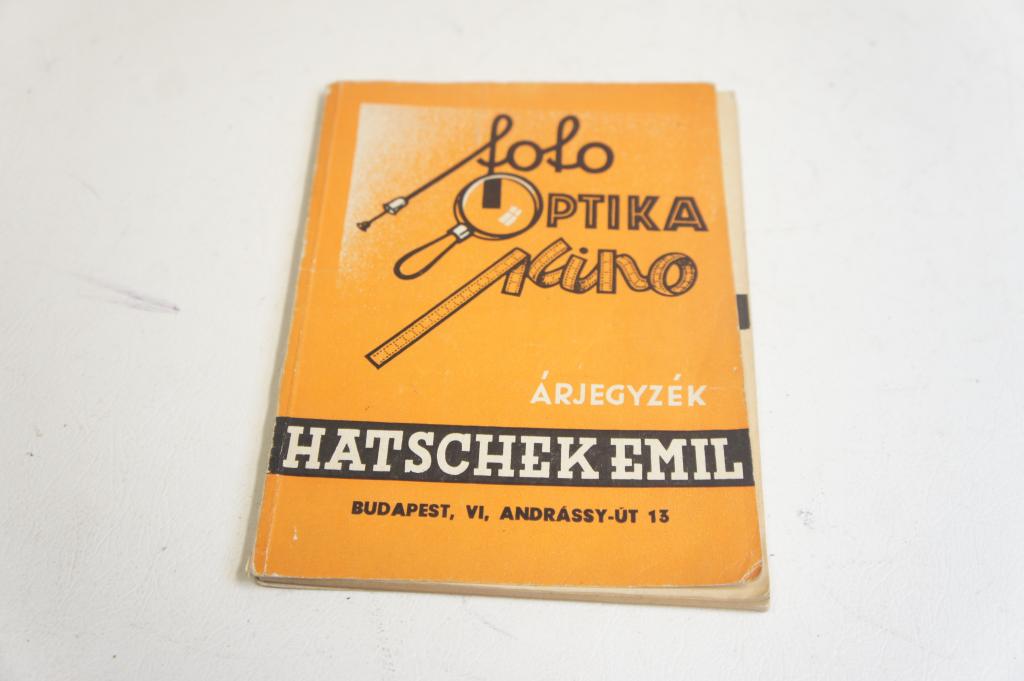 foto
OPTIKA
Kino
ÁRJEGYZÉK
HATSCHEK EMIL
BUDAPEST, VI, ANDRÁSSY-ÚT 13